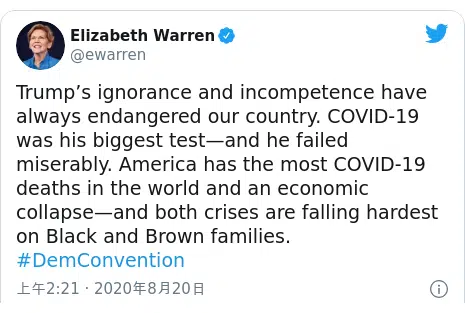 Elizabeth Warren
@ewarren
Trump’s ignorance and incompetence have
always endangered our country. COVID-19
was his biggest test—and he failed
miserably. America has the most COVID-19
deaths in the world and an economic
collapse—and both crises are falling hardest
on Black and Brown families.
#DemConvention
上午2:21 · 2020年8月20日